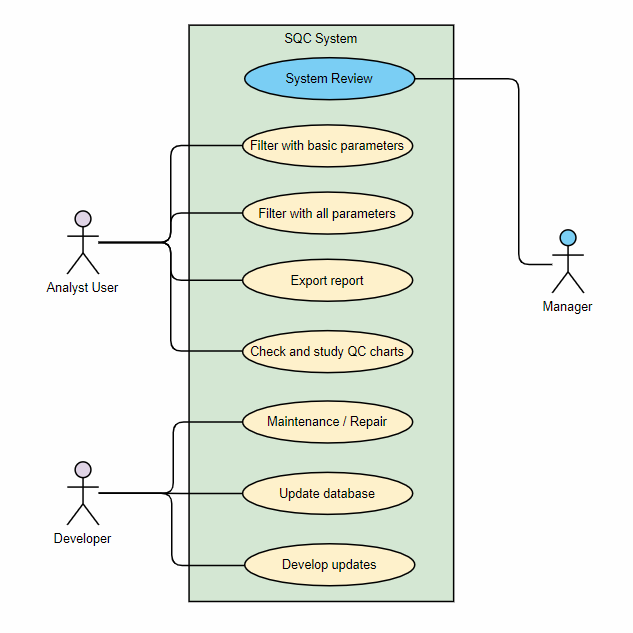 SQC System
System Review
Filter with basic parameters
Filter with all parameters
Export report
Check and study QC charts
Maintenance / Repair
Update database
Develop updates
Analyst User
Developer
Manager